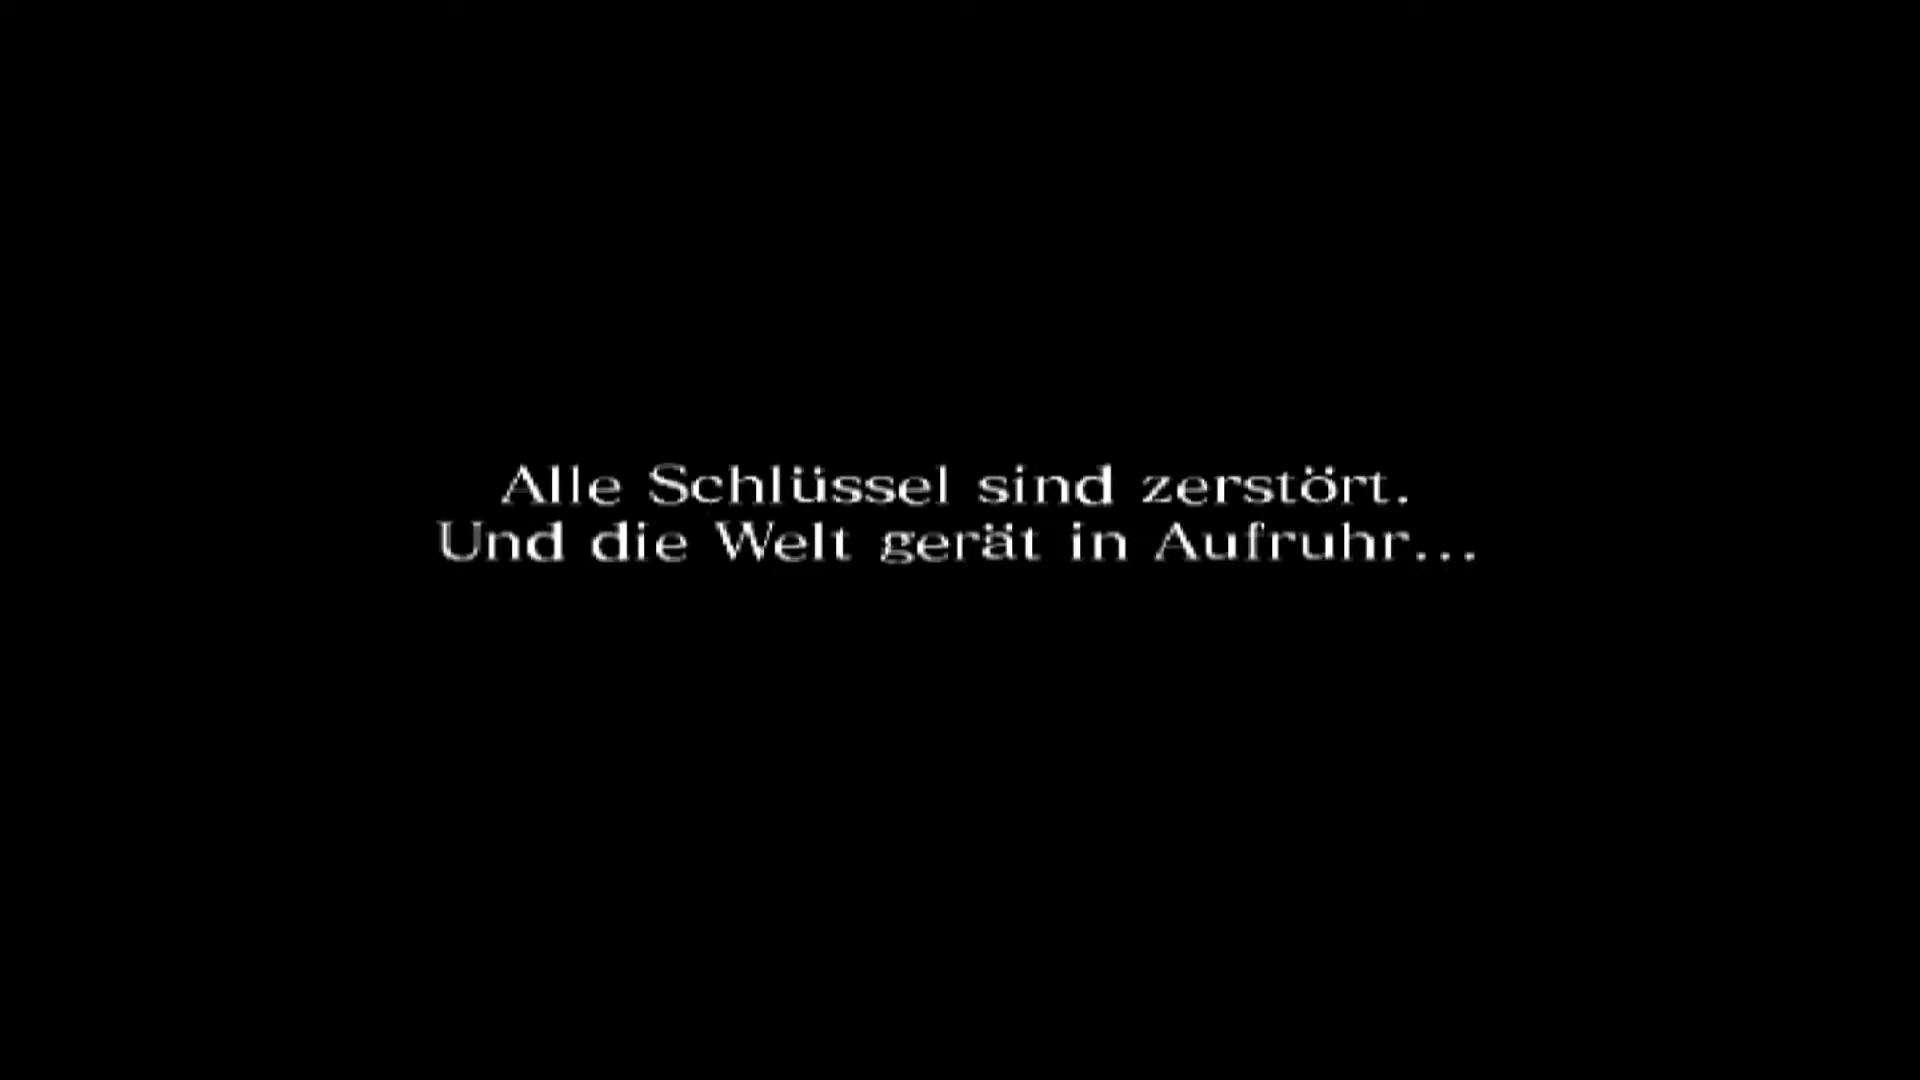 Alle Schlüssel sind zerstört.
Und die Welt gerät in Aufruhr...